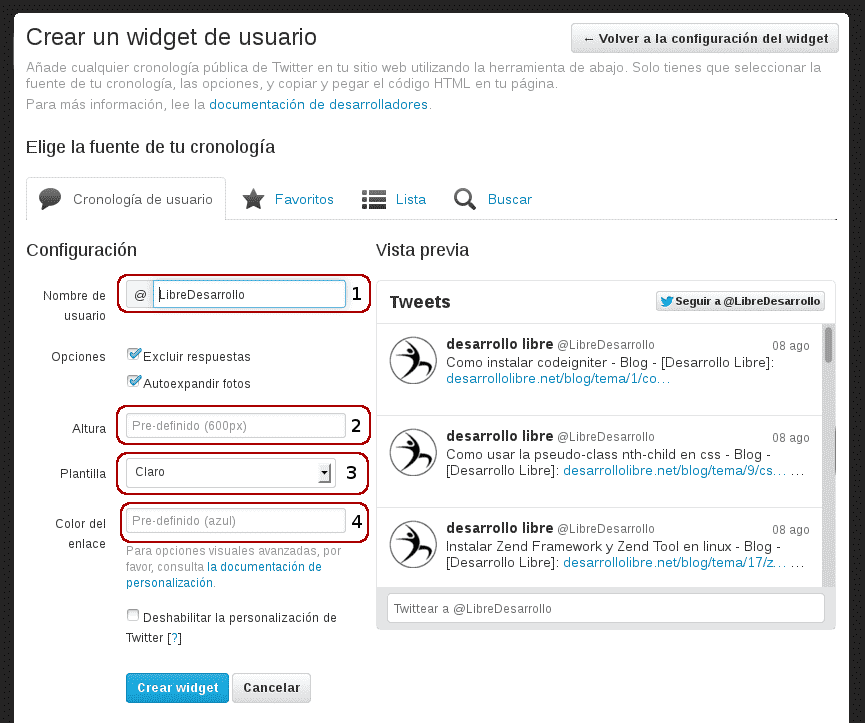 Crear un widget de usuario
← Volver a la configuración del widget
Añade cualquier cronología pública de Twitter en tu sitio web utilizando la herramienta de abajo. Solo tienes que seleccionar la
fuente de tu cronología, las opciones, y copiar y pegar el código HTML en tu página.
Para más información, lee la documentación de desarrolladores.
Elige la fuente de tu cronología
Cronología de usuario
Favoritos
Lista
Buscar
Configuración
Nombre de
usuario
@ LibreDesarrollo
1
Opciones
Excluir respuestas
Autoexpandir fotos
Altura
Pre-definido (600px)
2
Plantilla
Claro
3
Color del
enlace
Pre-definido (azul)
4
Para opciones visuales avanzadas, por
favor, consulta la documentación de
personalización.
Deshabilitar la personalización de
Twitter [?]
Crear widget
Cancelar
Vista previa
Tweets
Seguir a @LibreDesarrollo
desarrollo libre @LibreDesarrollo 08 ago
Como instalar codeigniter - Blog - [Desarrollo Libre]:
desarrollolibre.net/blog/tema/1/co…
desarrollo libre @LibreDesarrollo 08 ago
Como usar la pseudo-class nth-child en css - Blog -
[Desarrollo Libre]: desarrollolibre.net/blog/tema/9/cs… …
desarrollo libre @LibreDesarrollo 08 ago
Instalar Zend Framework y Zend Tool en linux - Blog -
[Desarrollo Libre]: desarrollolibre.net/blog/tema/17/z… …
Twittear a @LibreDesarrollo